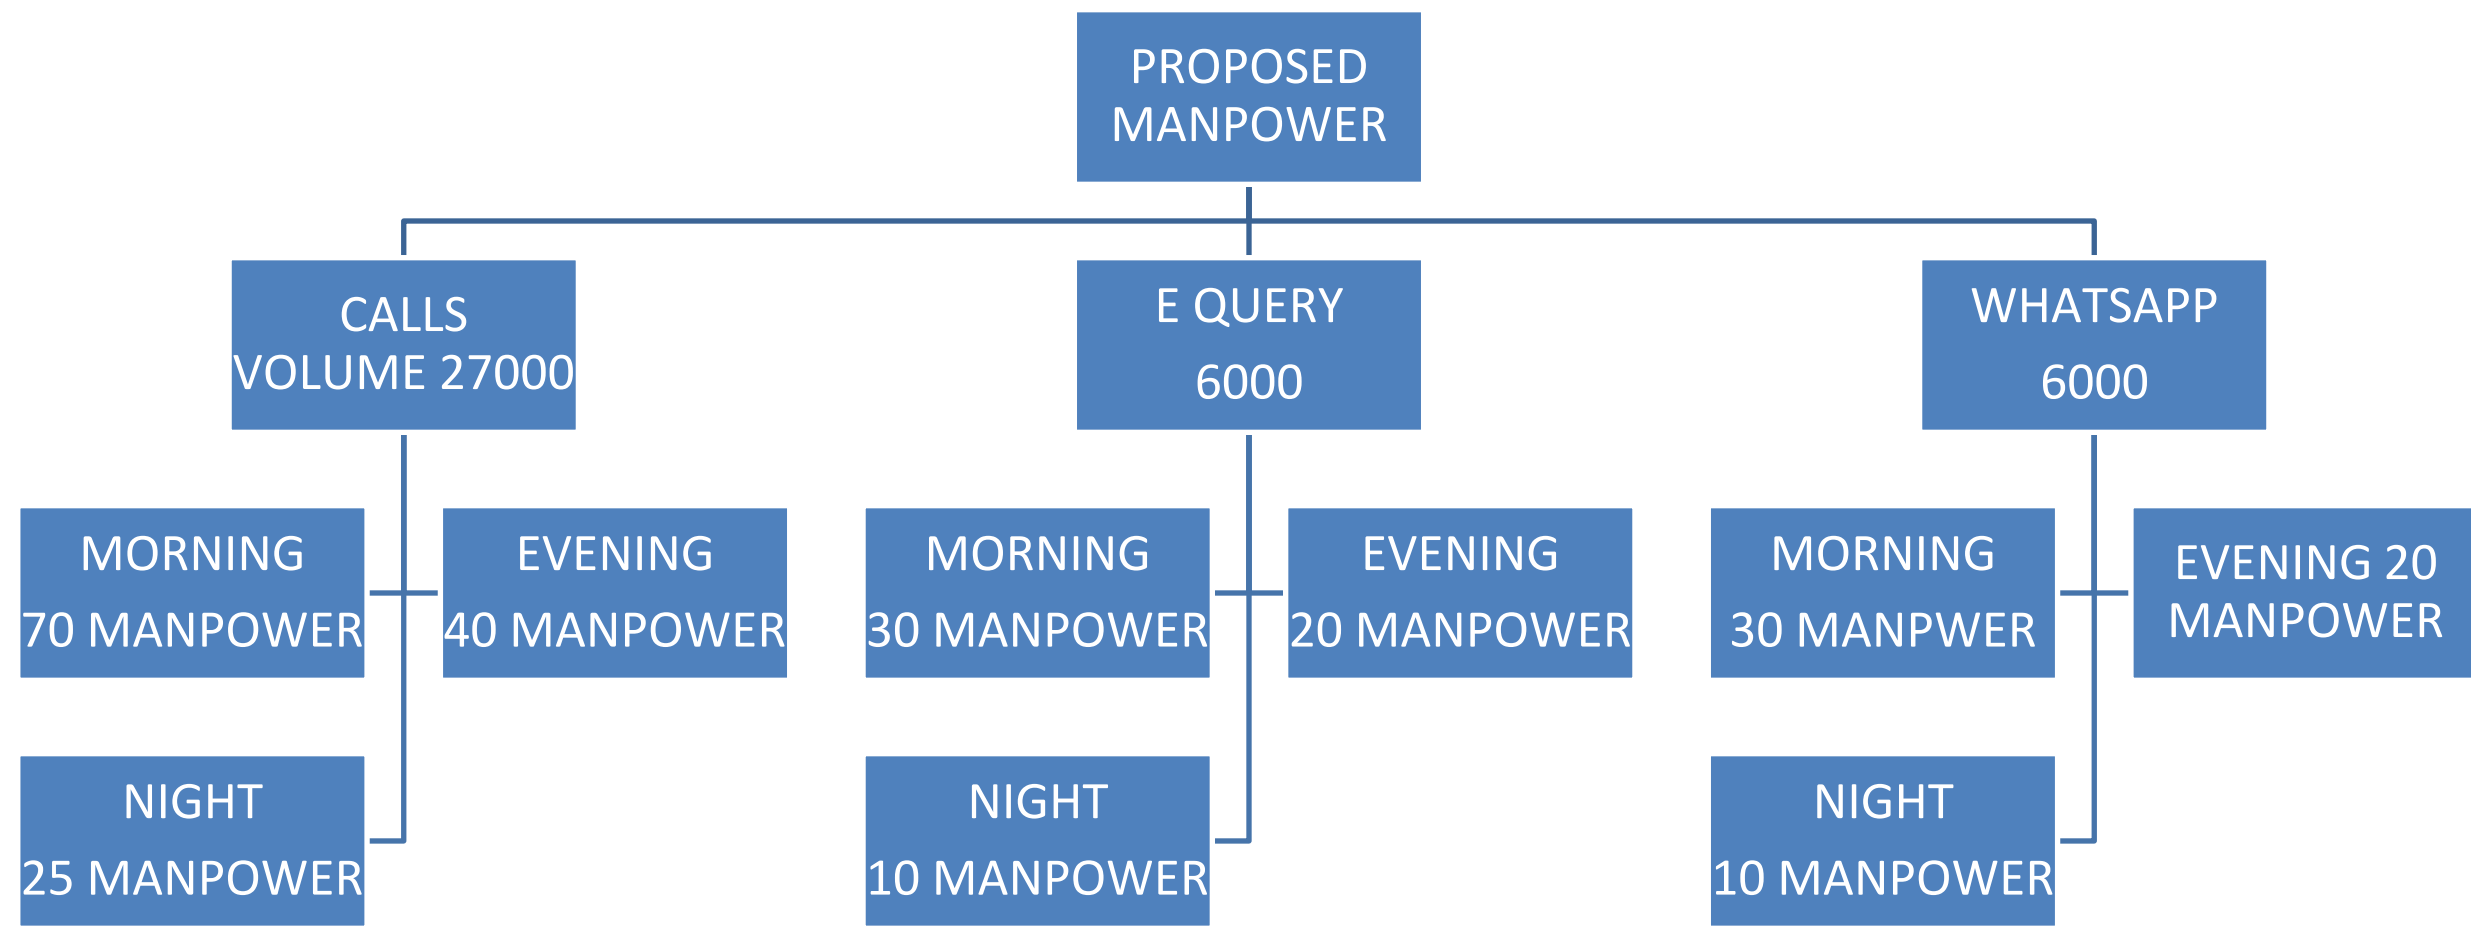 PROPOSED
MANPOWER
CALLS
VOLUME 27000
E QUERY
6000
WHATSAPP
6000
MORNING
70 MANPOWER
EVENING
40 MANPOWER
MORNING
30 MANPOWER
EVENING
20 MANPOWER
MORNING
30 MANPWER
EVENING 20
MANPOWER
NIGHT
25 MANPOWER
NIGHT
10 MANPOWER
NIGHT
10 MANPOWER